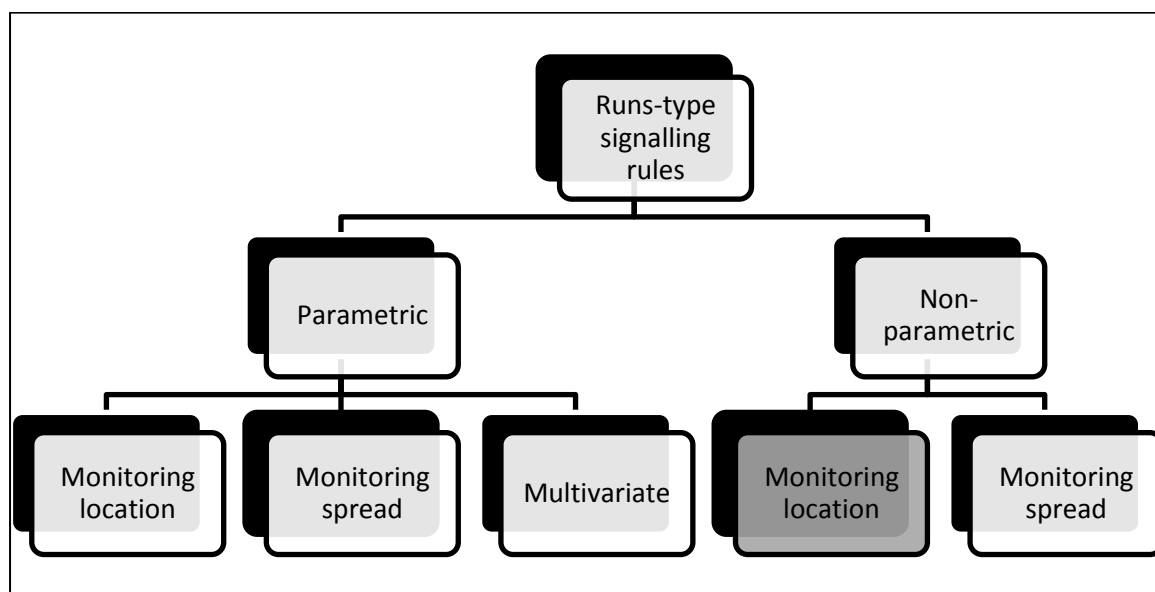 Runs-type
signalling
rules
Parametric
Non-
parametric
Monitoring
location
Monitoring
spread
Multivariate
Monitoring
location
Monitoring
spread